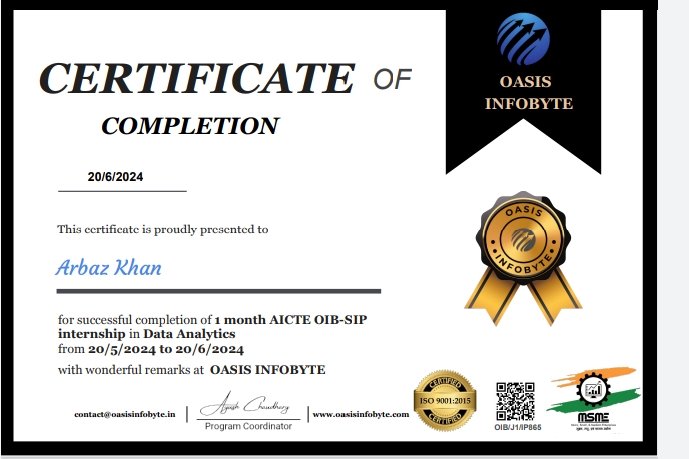 CERTIFICATE OF
COMPLETION
OASIS
INFOBYTE
20/6/2024
This certificate is proudly presented to
Arbaz Khan
OASIS
INFOBYTE
for successful completion of 1 month AICTE OIB-SIP
internship in Data Analytics
from 20/5/2024 to 20/6/2024
with wonderful remarks at OASIS INFOBYTE
contact@oasisinfobyte.in
Ayush Choudhary
Program Coordinator
www.oasisinfobyte.com
CERTIFIED
ISO 9001:2015
CERTIFIED
OIB/J1/IP865
MSME